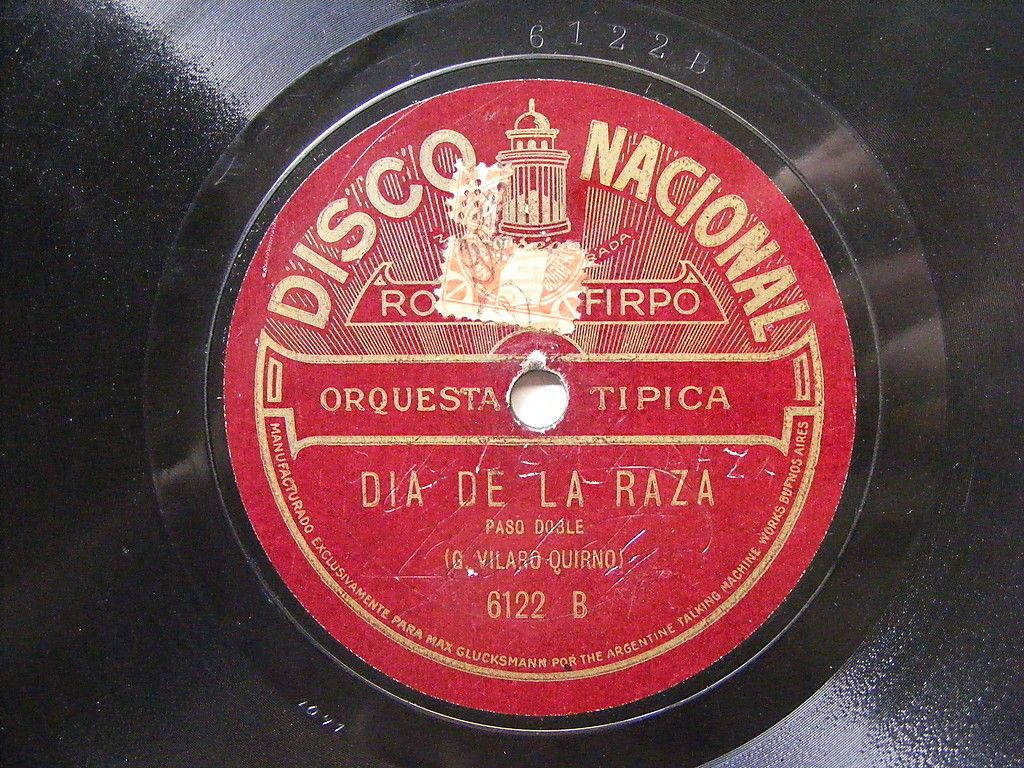 6122 B
DISCO NACIONAL
RO FIRPO
ORQUESTA TIPICA
DIA DE LA RAZA
PASO DOBLE
(G. VILARO-QUIRNO)
6122 B
MANUFACTURADO EXCLUSIVAMENTE PARA MAX GLUCKSMANN POR THE ARGENTINE TALKING MACHINE WORKS BUENOS AIRES